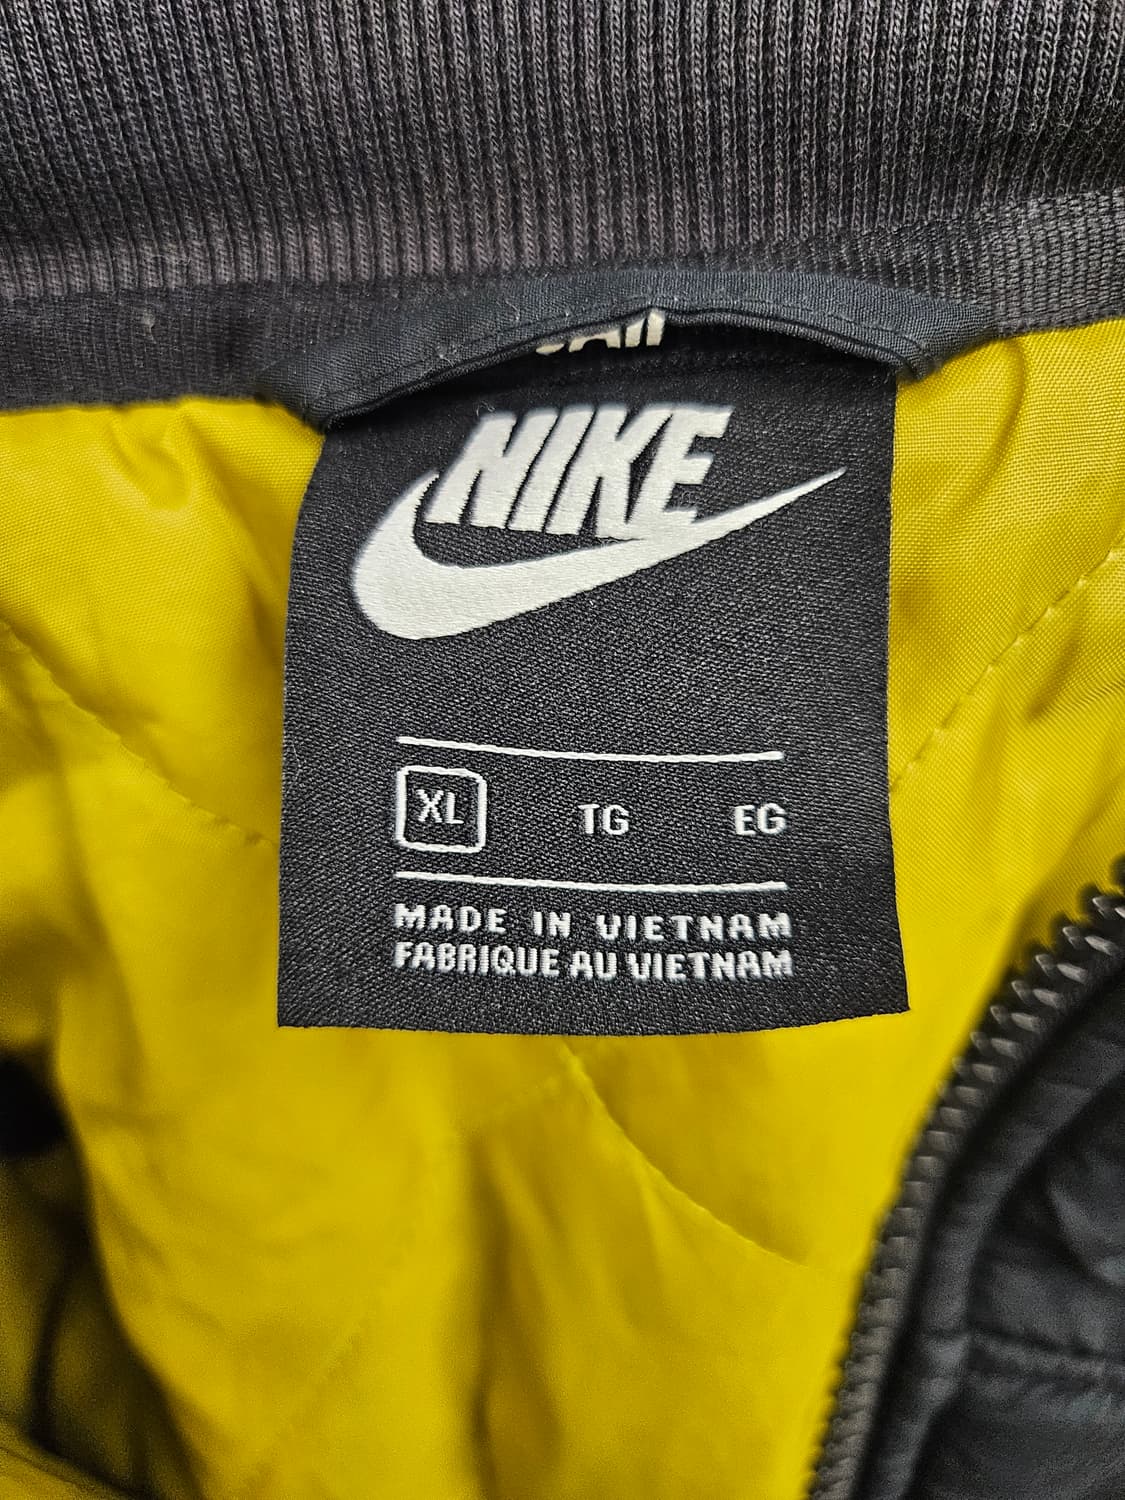 NIKE
XL TG EG
MADE IN VIETNAM
FABRIQUE AU VIETNAM